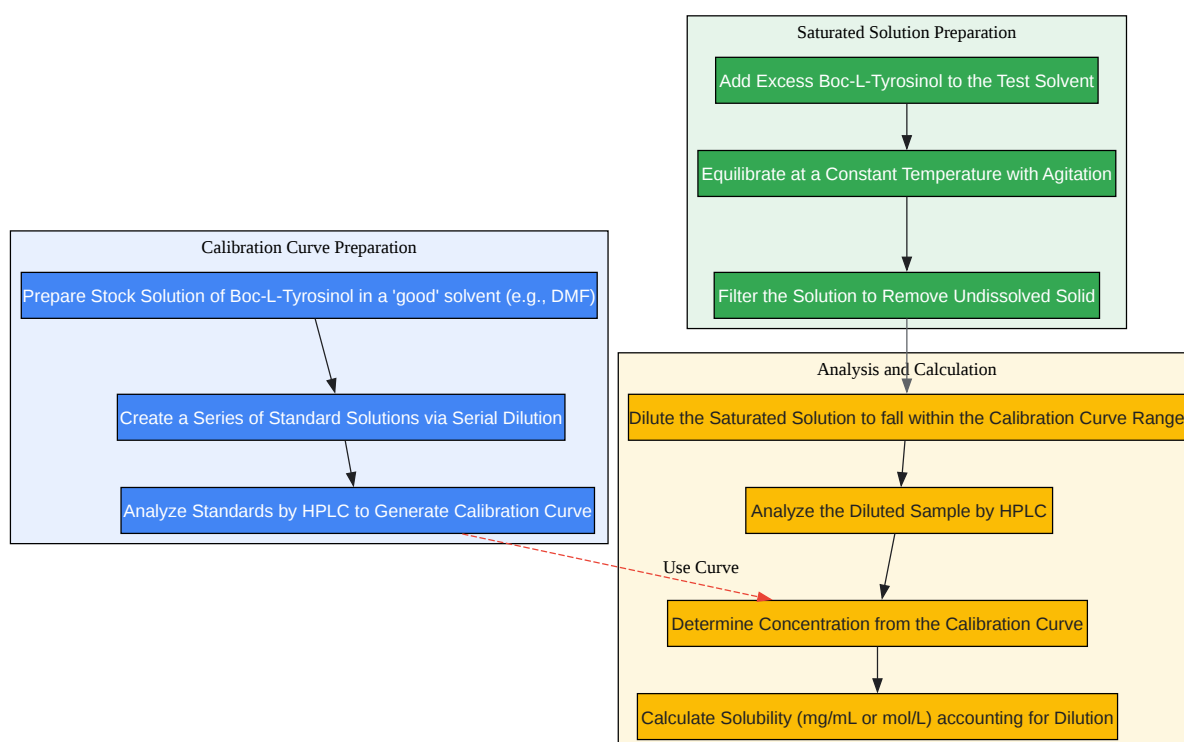 Saturated Solution Preparation
Add Excess Boc-L-Tyrosinol to the Test Solvent
Equilibrate at a Constant Temperature with Agitation
Filter the Solution to Remove Undissolved Solid
Calibration Curve Preparation
Prepare Stock Solution of Boc-L-Tyrosinol in a 'good' solvent (e.g., DMF)
Create a Series of Standard Solutions via Serial Dilution
Analyze Standards by HPLC to Generate Calibration Curve
Use Curve
Analysis and Calculation
Dilute the Saturated Solution to fall within the Calibration Curve Range
Analyze the Diluted Sample by HPLC
Determine Concentration from the Calibration Curve
Calculate Solubility (mg/mL or mol/L) accounting for Dilution